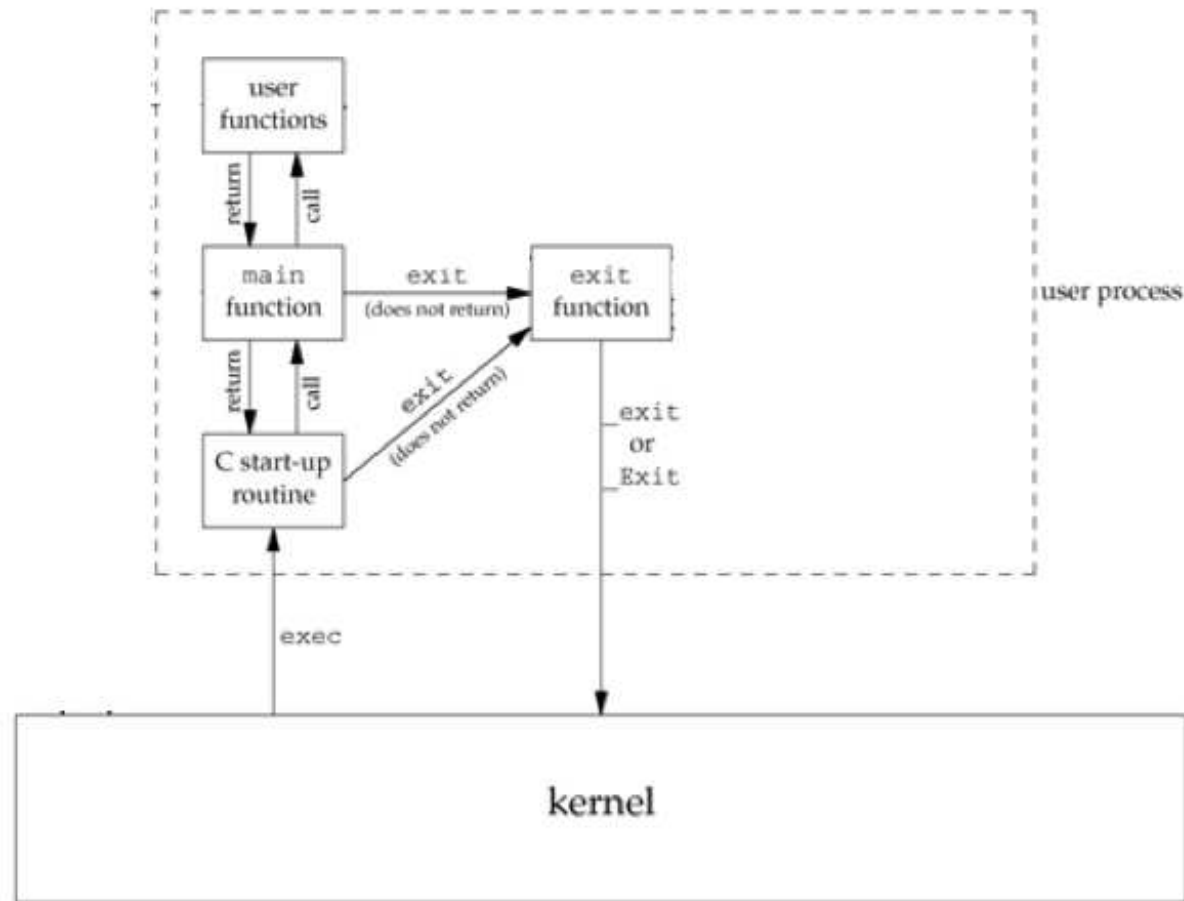 user
functions
return
call
main
function
exit
(does not return)
exit
function
user process
return
call
exit
(does not return)
_exit
or
_Exit
C start-up
routine
exec
kernel